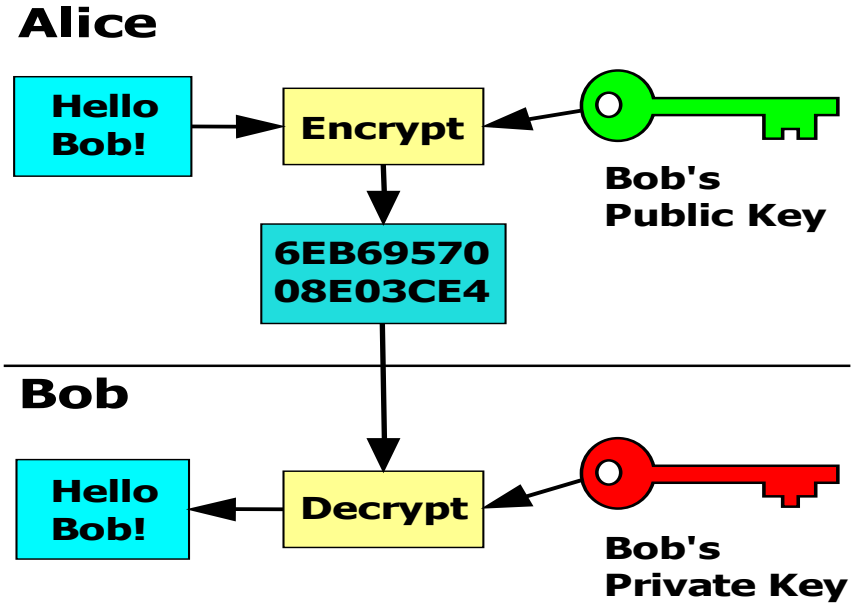 Alice
Hello
Bob!
Encrypt
Bob's
Public Key
6EB69570
08E03CE4
Bob
Hello
Bob!
Decrypt
Bob's
Private Key